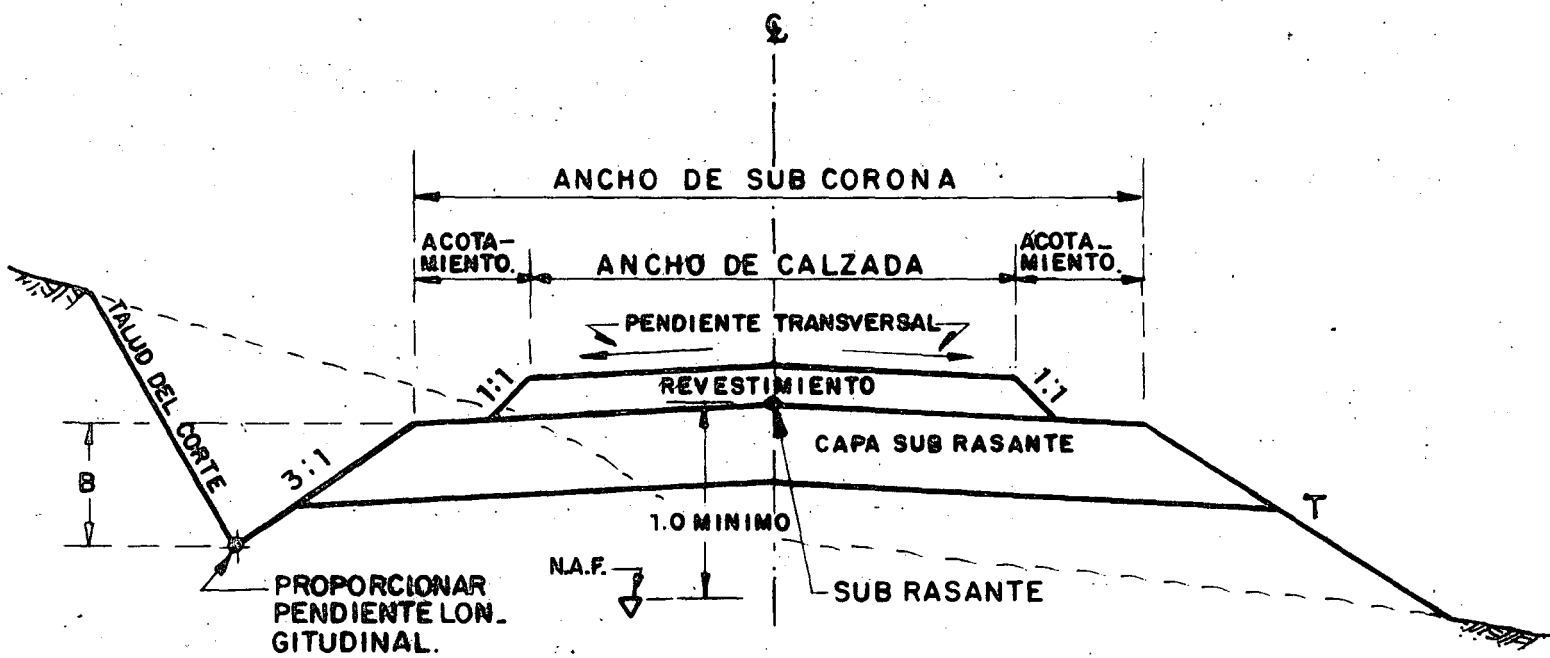 ℄
ANCHO DE SUB CORONA
ACOTA-
MIENTO.
ANCHO DE CALZADA
ACOTA-
MIENTO.
PENDIENTE TRANSVERSAL
TALUD DEL CORTE
1:1
REVESTIMIENTO
1:1
CAPA SUB RASANTE
3:1
B
T
1.0 MINIMO
N.A.F.
SUB RASANTE
PROPORCIONAR
PENDIENTE LON-
GITUDINAL.